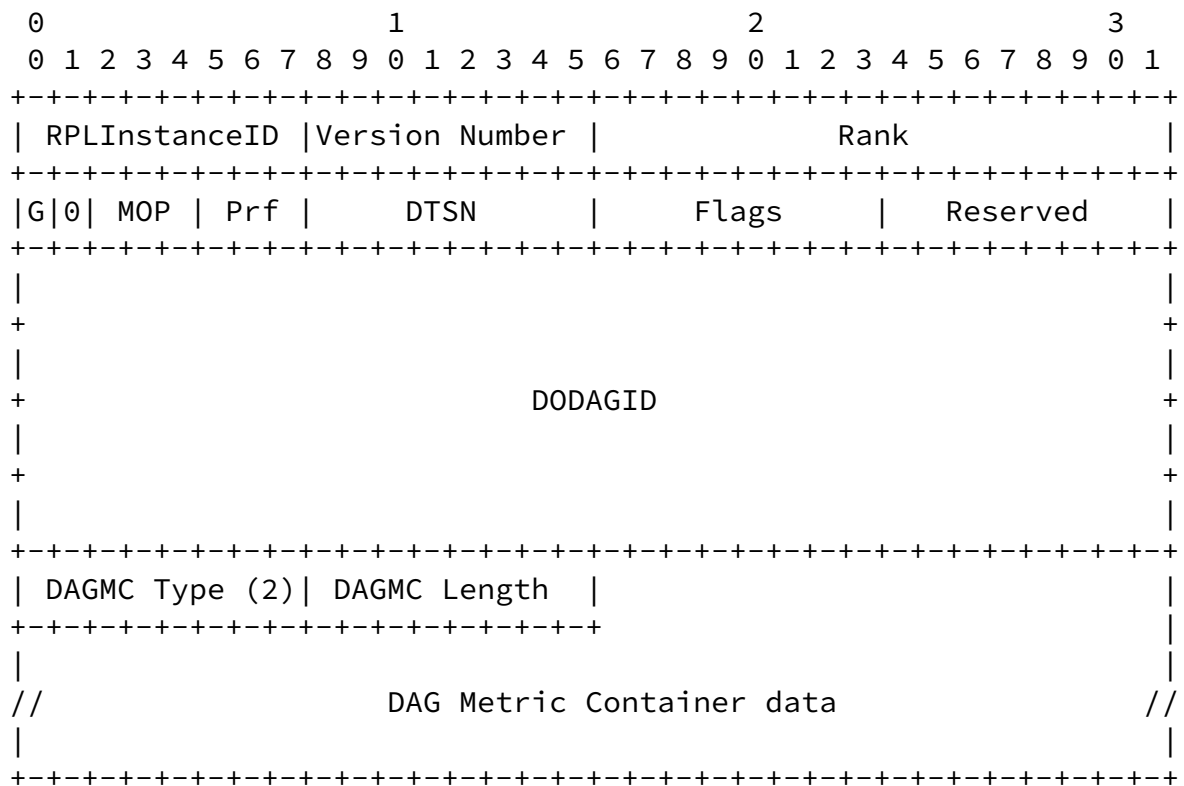 0                   1                   2                   3
 0 1 2 3 4 5 6 7 8 9 0 1 2 3 4 5 6 7 8 9 0 1 2 3 4 5 6 7 8 9 0 1
+-+-+-+-+-+-+-+-+-+-+-+-+-+-+-+-+-+-+-+-+-+-+-+-+-+-+-+-+-+-+-+-+
| RPLInstanceID |Version Number |             Rank              |
+-+-+-+-+-+-+-+-+-+-+-+-+-+-+-+-+-+-+-+-+-+-+-+-+-+-+-+-+-+-+-+-+
|G|0| MOP | Prf |     DTSN      |     Flags     |   Reserved    |
+-+-+-+-+-+-+-+-+-+-+-+-+-+-+-+-+-+-+-+-+-+-+-+-+-+-+-+-+-+-+-+-+
|                                                               |
+                                                               +
|                                                               |
+                            DODAGID                            +
|                                                               |
+                                                               +
|                                                               |
+-+-+-+-+-+-+-+-+-+-+-+-+-+-+-+-+-+-+-+-+-+-+-+-+-+-+-+-+-+-+-+-+
| DAGMC Type (2)| DAGMC Length  |                               |
+-+-+-+-+-+-+-+-+-+-+-+-+-+-+-+-+                               |
|                                                               |
//                   DAG Metric Container data                 //
|                                                               |
+-+-+-+-+-+-+-+-+-+-+-+-+-+-+-+-+-+-+-+-+-+-+-+-+-+-+-+-+-+-+-+-+